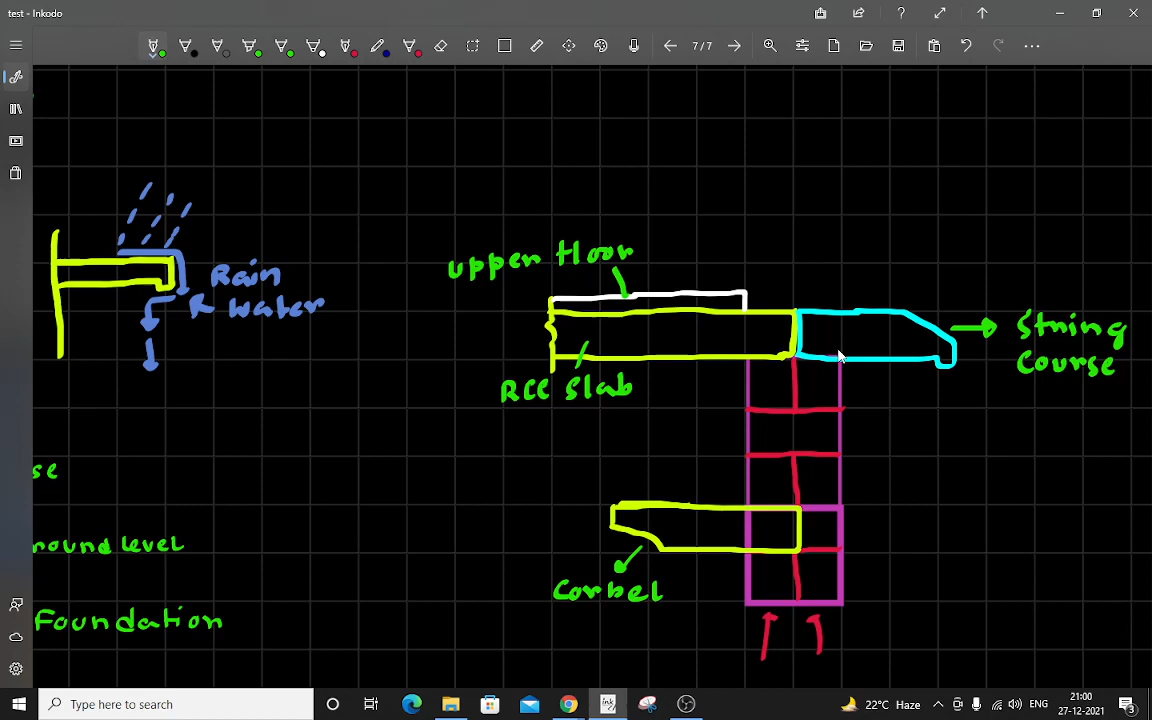 test - Inkodo
7/7
Rain
R water
upper floor
RCC Slab
String
Course
Corbel
se
round level
Foundation
Type here to search
22°C Haze
ENG
21:00
27-12-2021
3